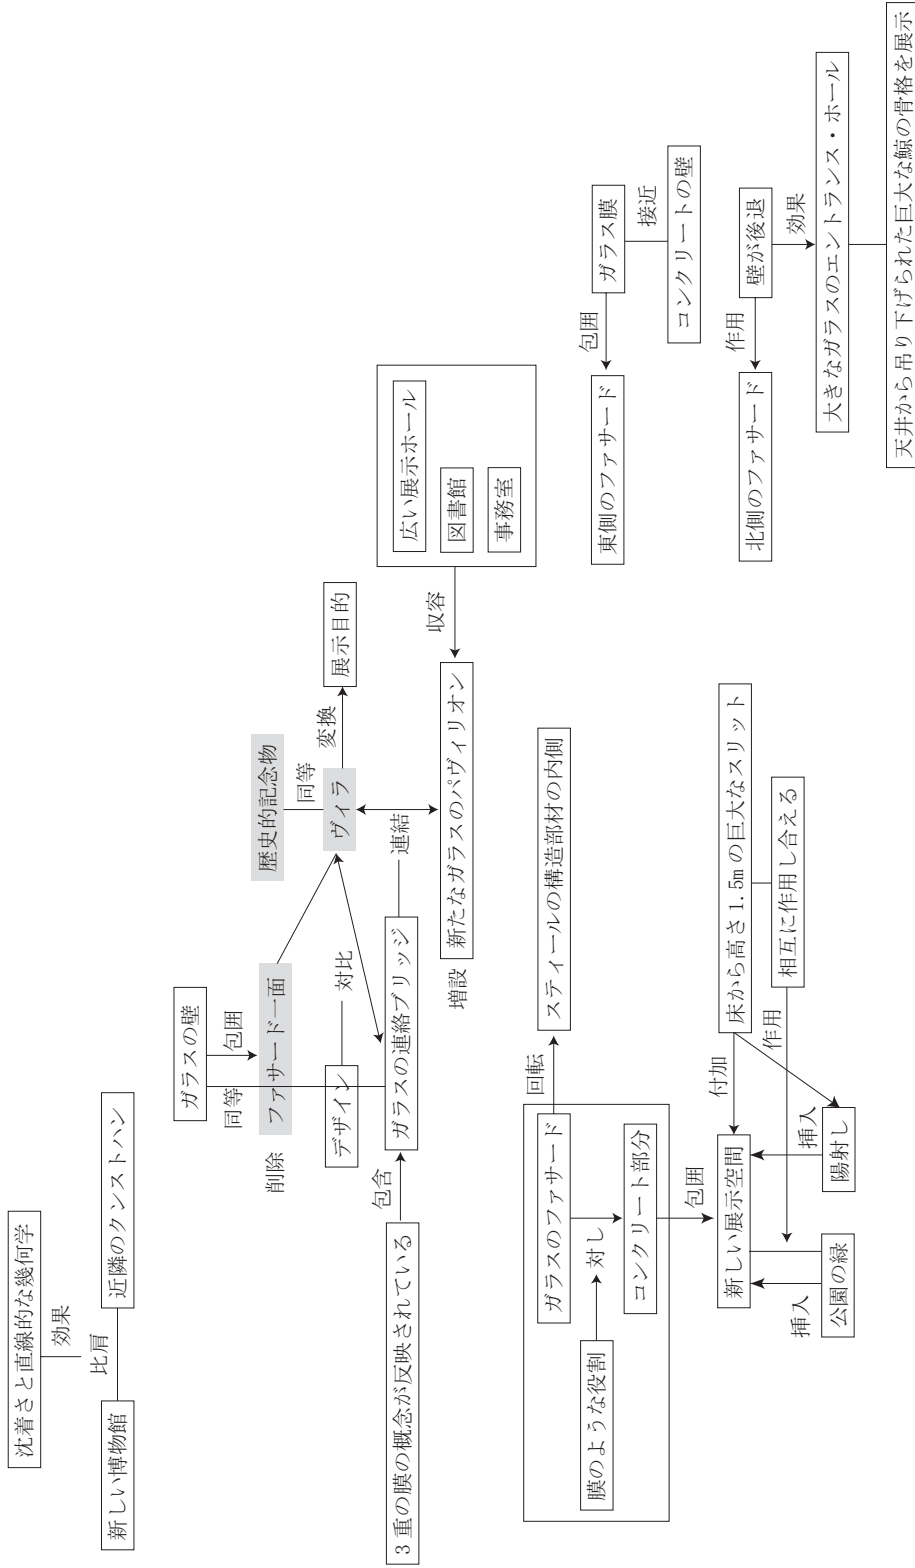 沈着さと直線的な幾何学
効果
新しい博物館
比肩
近隣のクンストハン
ガラスの壁
包囲
同等
削除
ファサード一面
歴史的記念物
同等
ヴィラ
変換
展示目的
デザイン
対比
3重の膜の概念が反映されている
包含
ガラスの連絡ブリッジ
連結
増設
新たなガラスのパヴィリオン
収容
広い展示ホール
図書館
事務室
ガラスのファサード
回転
スティールの構造部材の内側
膜のような役割
対し
コンクリート部分
包囲
新しい展示空間
付加
床から高さ1.5mの巨大なスリット
相互に作用し合える
作用
挿入
公園の緑
挿入
陽射し
東側のファサード
包囲
ガラス膜
接近
コンクリートの壁
北側のファサード
作用
壁が後退
効果
大きなガラスのエントランス・ホール
天井から吊り下げられた巨大な鯨の骨格を展示